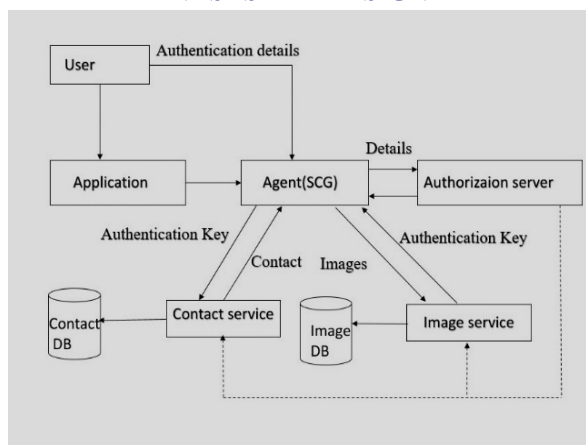 Authentication details
User
Details
Application
Agent(SCG)
Authorizaion server
Authentication Key
Contact
Images
Authentication Key
Contact
DB
Contact service
Image
DB
Image service